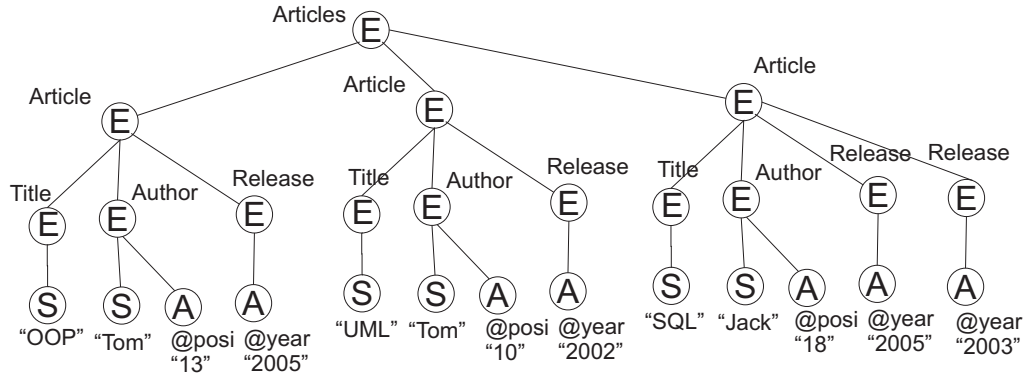 Articles
E
Article
Article
Article
E
E
E
Title
Author
Release
Title
Author
Release
Title
Release
Release
Author
E
E
E
E
E
E
E
E
E
E
S
S
A
A
S
S
A
A
S
S
A
A
A
“OOP”
“Tom”
@posi
“13”
@year
“2005”
“UML”
“Tom”
@posi
“10”
@year
“2002”
“SQL”
“Jack”
@posi
“18”
@year
“2005”
@year
“2003”